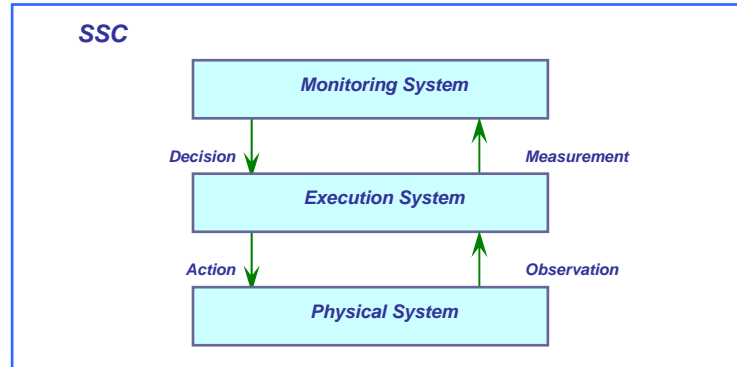 SSC
Monitoring System
Decision
Measurement
Execution System
Action
Observation
Physical System